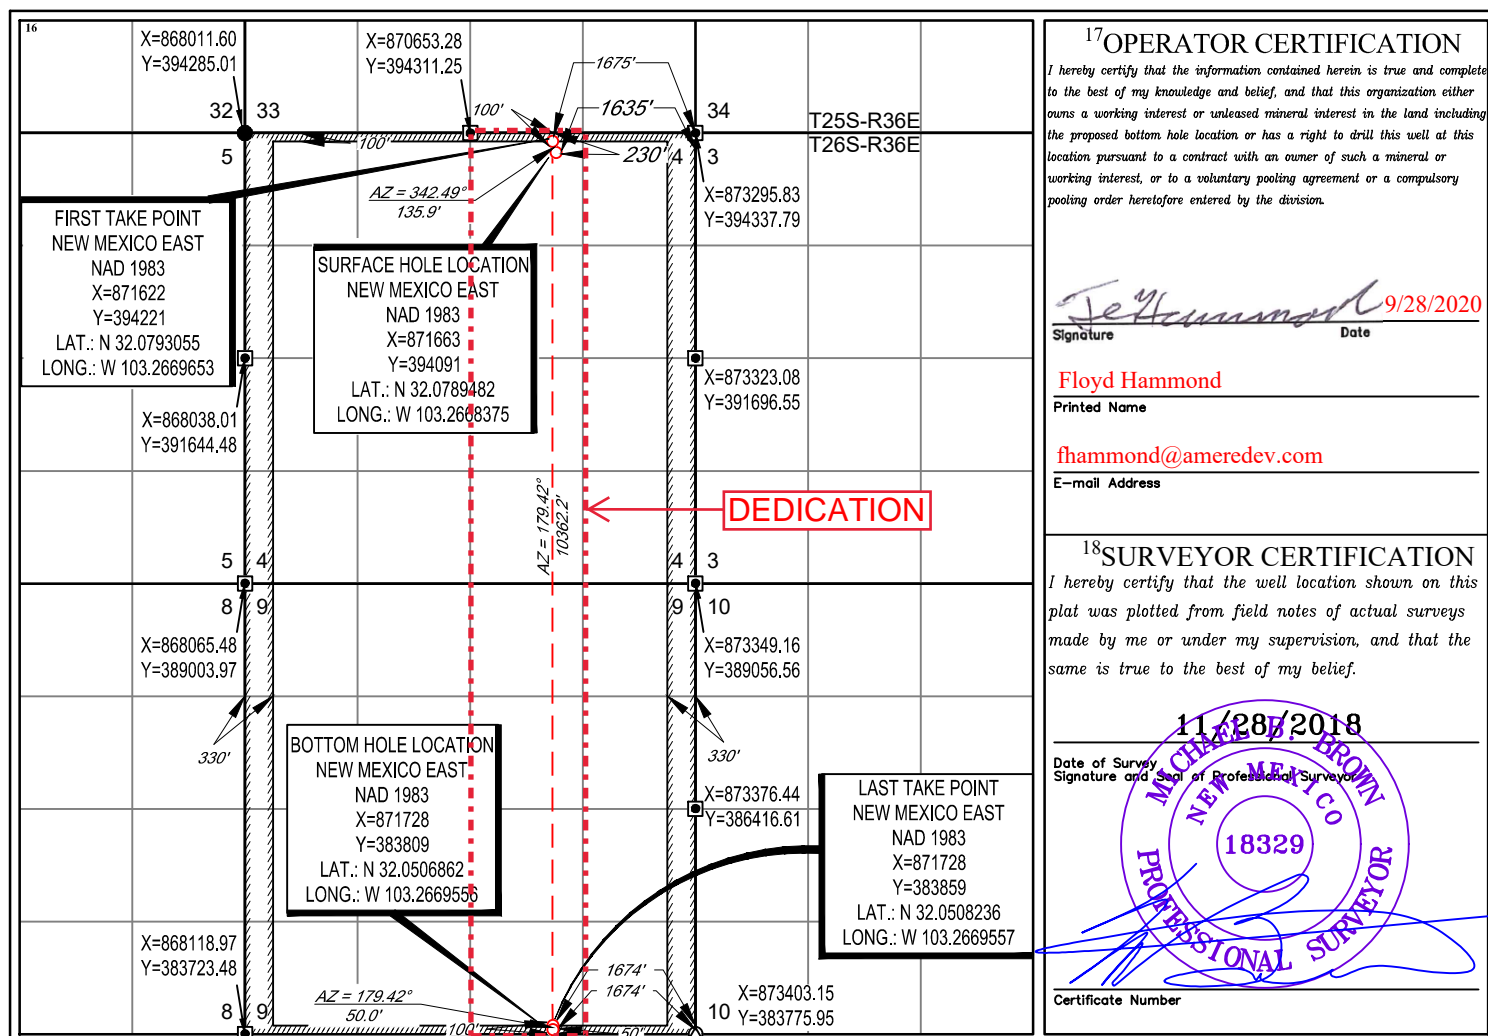 16
X=868011.60
Y=394285.01
X=870653.28
Y=394311.25
1675'
100'
1635'
32 33
34
T25S-R36E
T26S-R36E
5
100'
230'
4 3
AZ = 342.49°
135.9'
X=873295.83
Y=394337.79
FIRST TAKE POINT
NEW MEXICO EAST
NAD 1983
X=871622
Y=394221
LAT.: N 32.0793055
LONG.: W 103.2669653
SURFACE HOLE LOCATION
NEW MEXICO EAST
NAD 1983
X=871663
Y=394091
LAT.: N 32.0789482
LONG.: W 103.2668375
X=868038.01
Y=391644.48
X=873323.08
Y=391696.55
AZ = 179.42°
10362.2'
DEDICATION
5 4
4 3
8 9
9 10
X=868065.48
Y=389003.97
X=873349.16
Y=389056.56
330'
330'
BOTTOM HOLE LOCATION
NEW MEXICO EAST
NAD 1983
X=871728
Y=383809
LAT.: N 32.0506862
LONG.: W 103.2669556
X=873376.44
Y=386416.61
LAST TAKE POINT
NEW MEXICO EAST
NAD 1983
X=871728
Y=383859
LAT.: N 32.0508236
LONG.: W 103.2669557
X=868118.97
Y=383723.48
AZ = 179.42°
50.0'
1674'
1674'
X=873403.15
Y=383775.95
8 9
100'
50'
10
17 OPERATOR CERTIFICATION
I hereby certify that the information contained herein is true and complete
to the best of my knowledge and belief, and that this organization either
owns a working interest or unleased mineral interest in the land including
the proposed bottom hole location or has a right to drill this well at this
location pursuant to a contract with an owner of such a mineral or
working interest, or to a voluntary pooling agreement or a compulsory
pooling order heretofore entered by the division.
9/28/2020
Signature Date
Floyd Hammond
Printed Name
fhammond@ameredev.com
E-mail Address
18 SURVEYOR CERTIFICATION
I hereby certify that the well location shown on this
plat was plotted from field notes of actual surveys
made by me or under my supervision, and that the
same is true to the best of my belief.
11/28/2018
Date of Survey
Signature and Seal of Professional Surveyor
MICHAEL B. BROWN
NEW MEXICO
18329
PROFESSIONAL SURVEYOR
Certificate Number